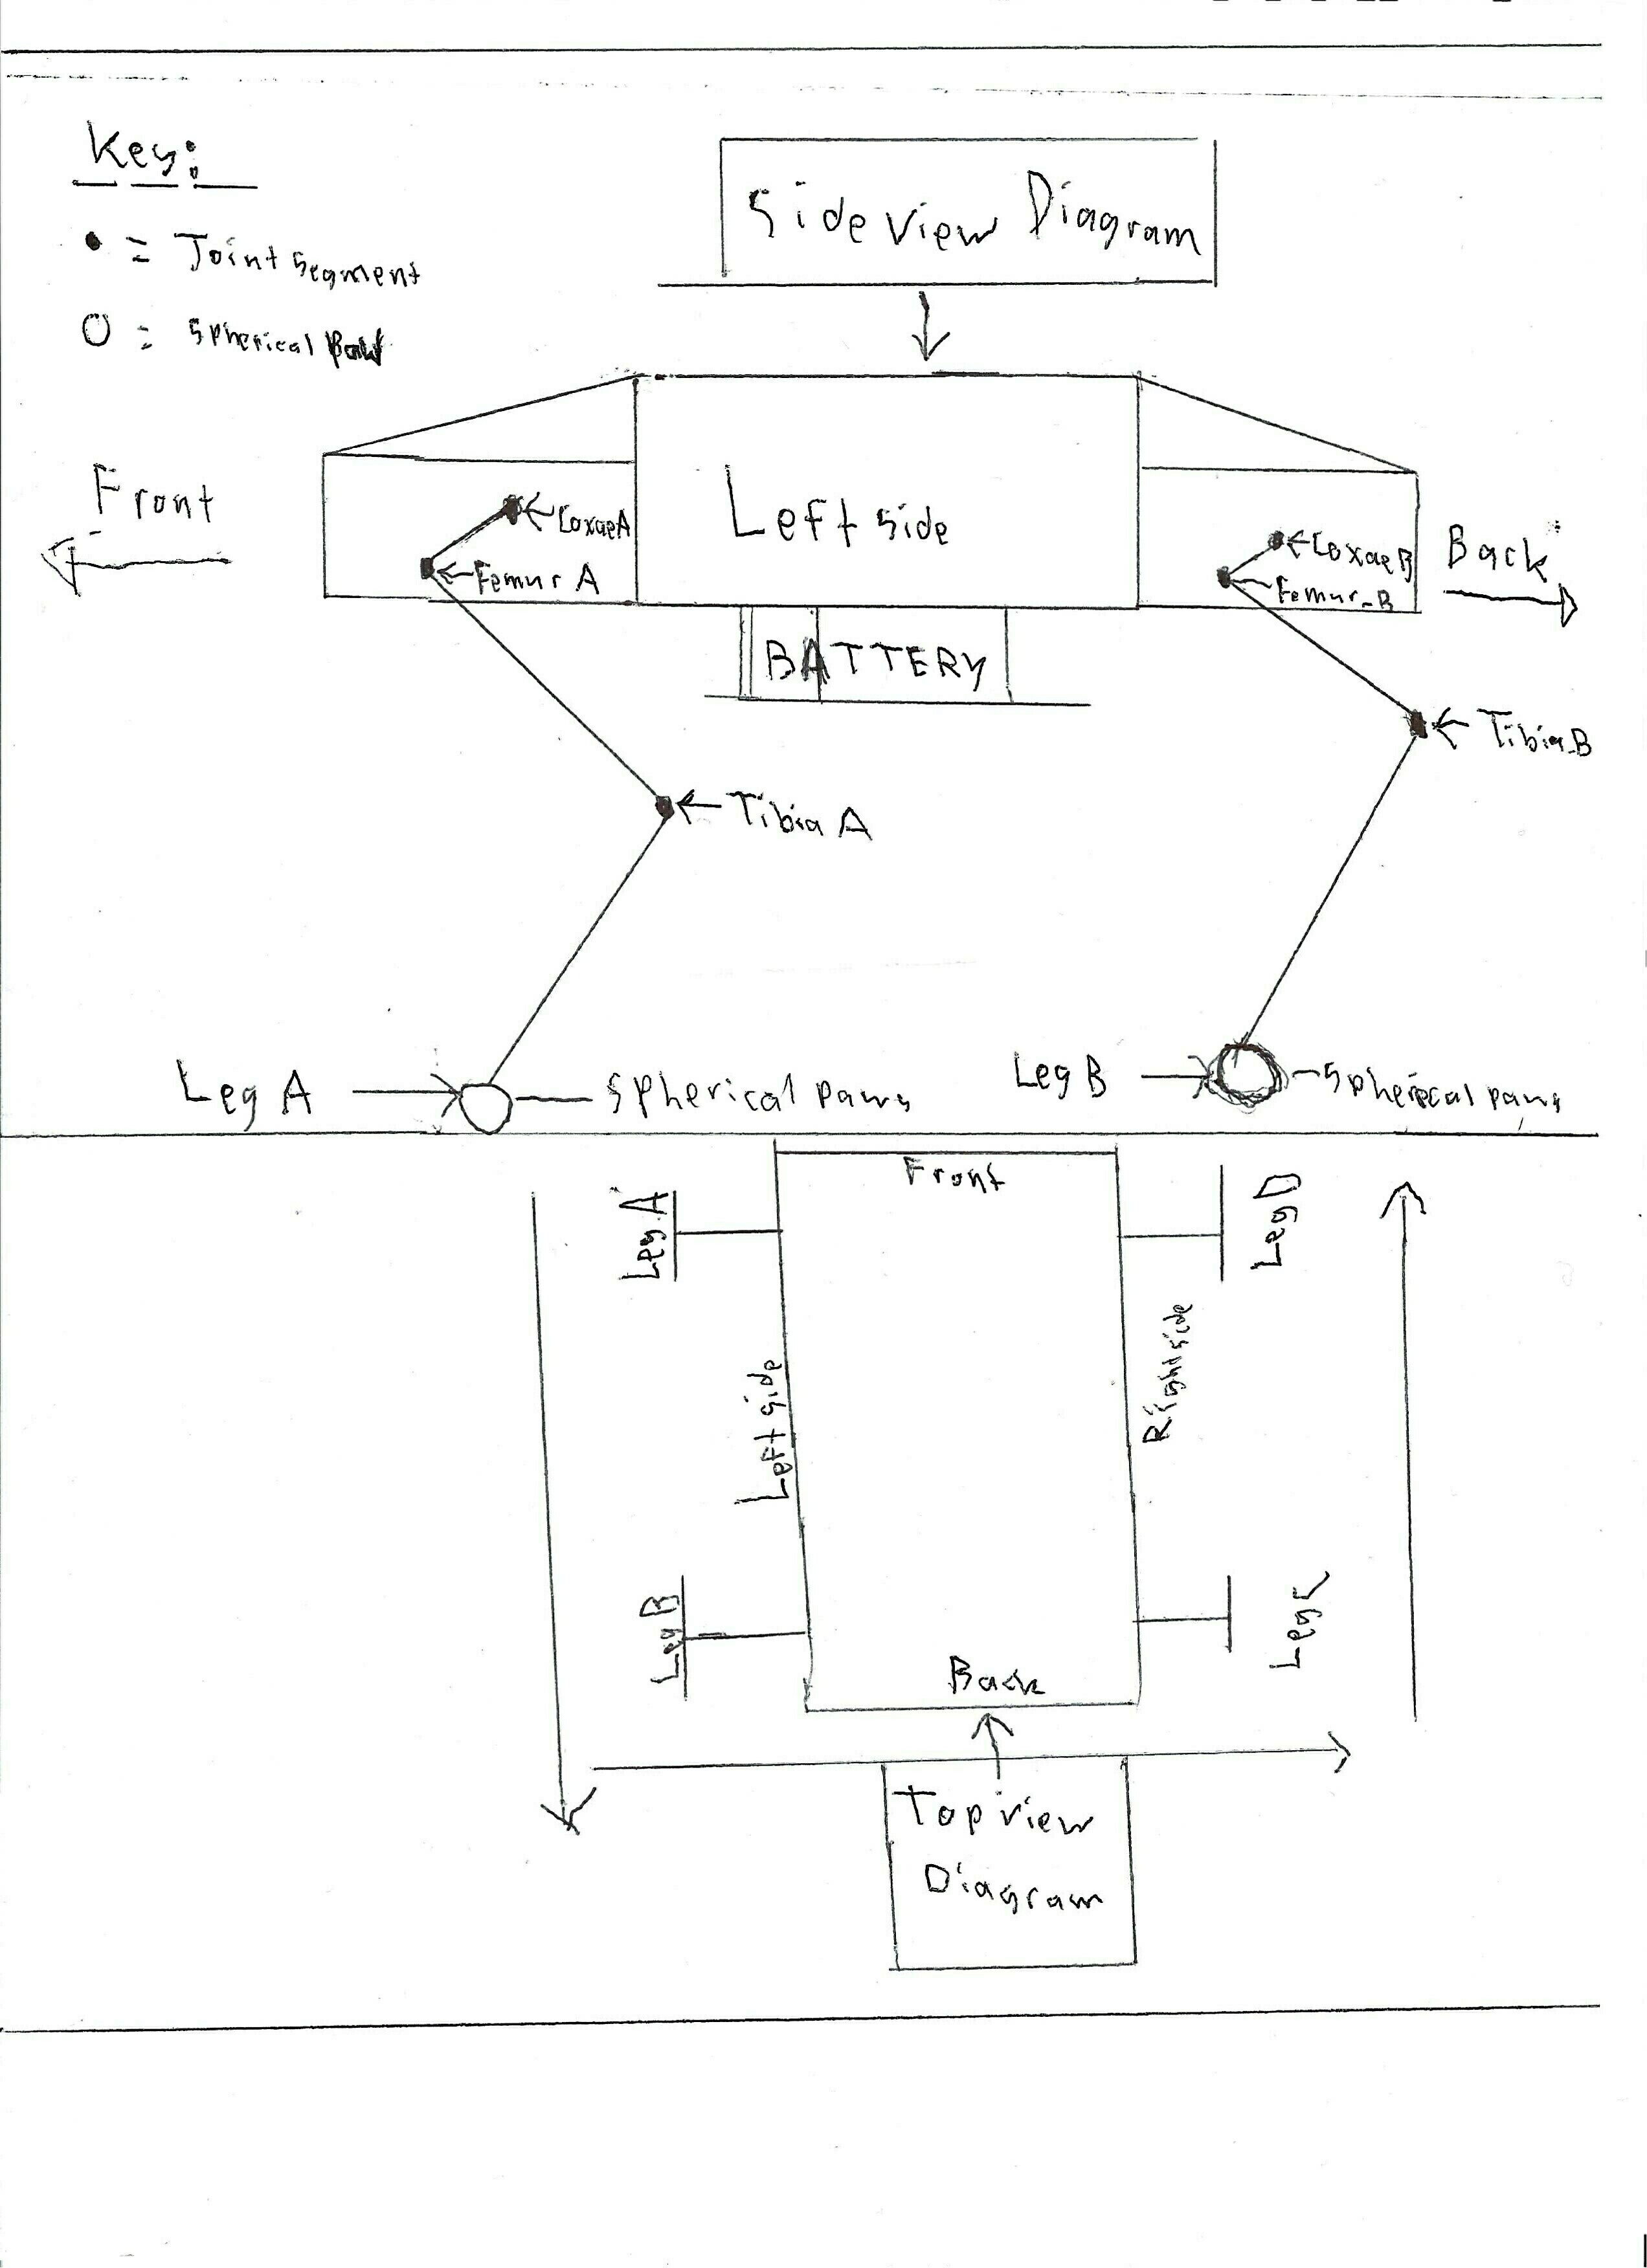 Key:
• = Joint Segment
O = Spherical Paw
Side view Diagram
Front
Left side
Back
CoxaeA
Femur A
CoxaeB
Femur-B
BATTERY
Tibia B
Tibia A
Leg A
Spherical paws
Leg B
Spherical paws
Front
Leg A
Leg D
Left side
Right side
Leg B
Leg C
Back
Top view
Diagram